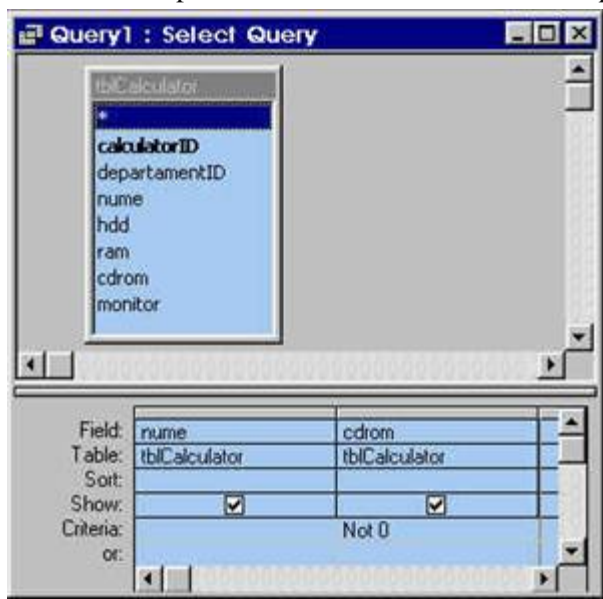 Query1 : Select Query
tblCalculator
*
calculatorID
departamentID
nume
hdd
ram
cdrom
monitor
Field: nume cdrom
Table: tblCalculator tblCalculator
Sort:
Show:
Criteria: Not 0
or: